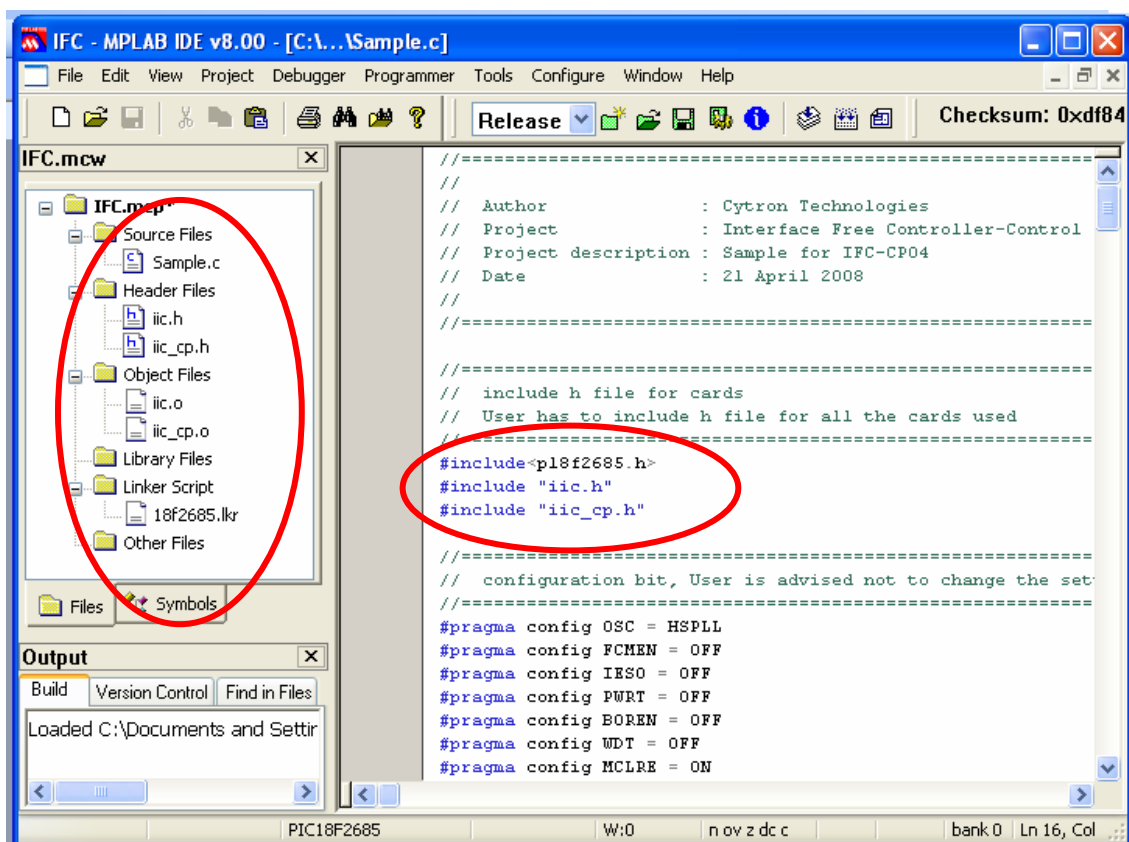 IFC - MPLAB IDE v8.00 - [C:\...\Sample.c]
File Edit View Project Debugger Programmer Tools Configure Window Help
Release Checksum: 0xdf84
IFC.mcw
IFC.mcp*
Source Files
Sample.c
Header Files
iic.h
iic_cp.h
Object Files
iic.o
iic_cp.o
Library Files
Linker Script
18f2685.lkr
Other Files
Files Symbols
Output
Build Version Control Find in Files
Loaded C:\Documents and Settin
//===========================================================
//
// Author : Cytron Technologies
// Project : Interface Free Controller-Control
// Project description : Sample for IFC-CP04
// Date : 21 April 2008
//
//===========================================================
//===========================================================
// include h file for cards
// User has to include h file for all the cards used
//===========================================================
#include<p18f2685.h>
#include "iic.h"
#include "iic_cp.h"
//===========================================================
// configuration bit, User is advised not to change the set
//===========================================================
#pragma config OSC = HSPLL
#pragma config FCMEN = OFF
#pragma config IESO = OFF
#pragma config PWRT = OFF
#pragma config BOREN = OFF
#pragma config WDT = OFF
#pragma config MCLRE = ON
PIC18F2685 W:0 n ov z dc c bank 0 Ln 16, Col